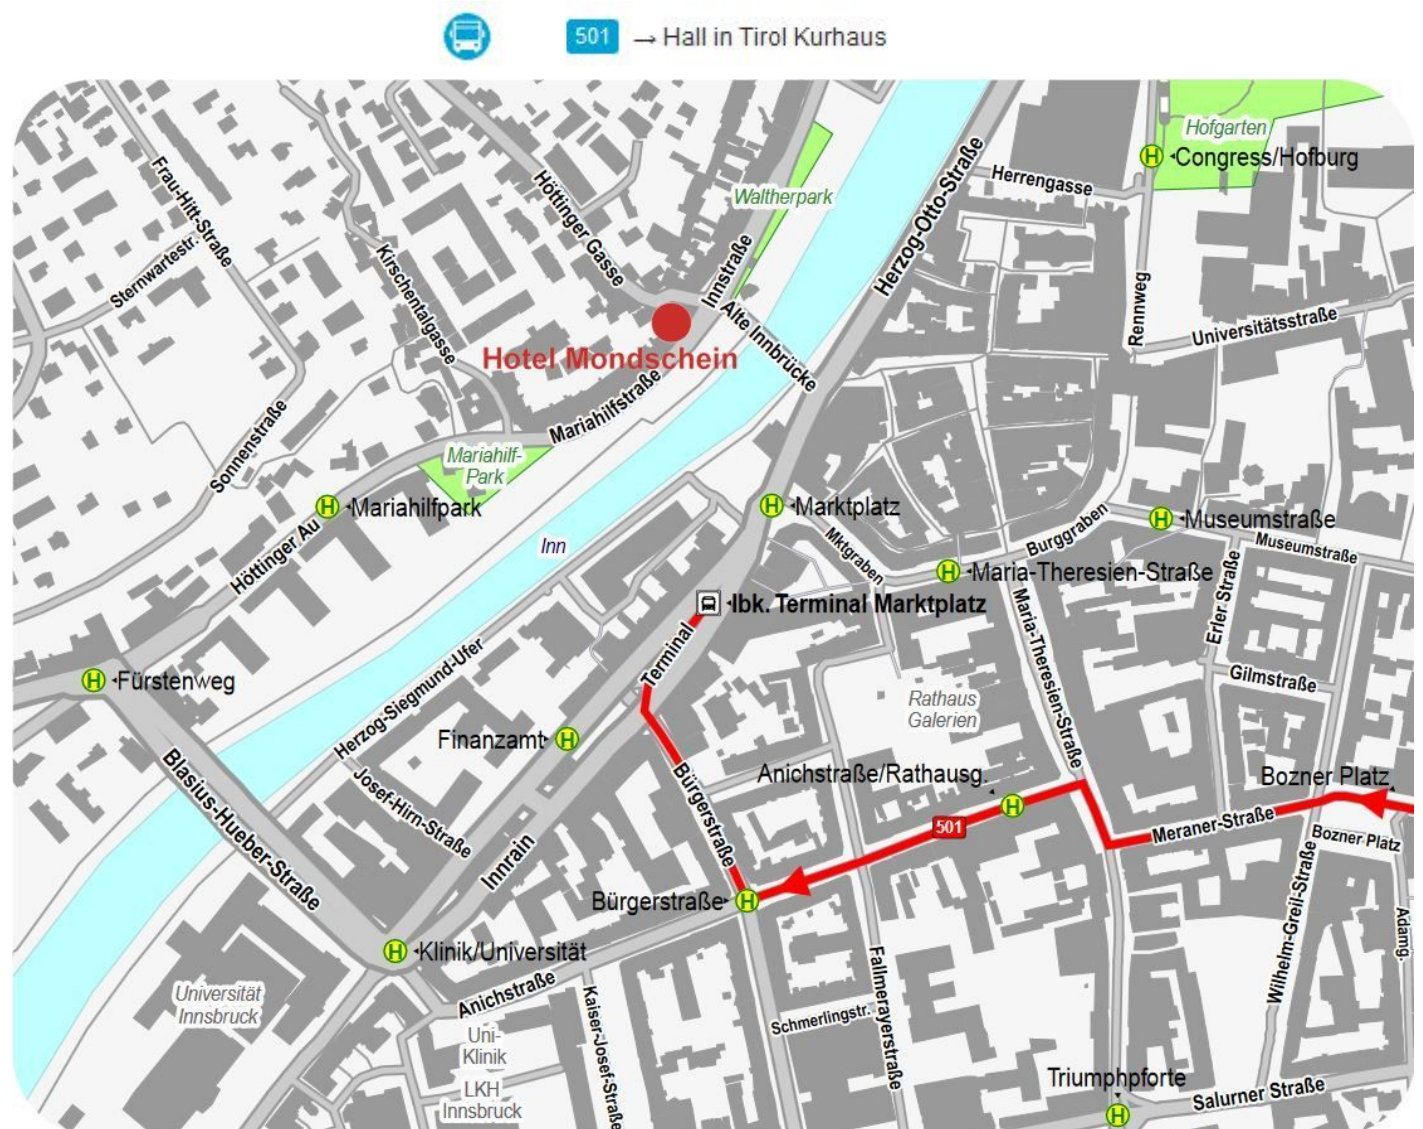 501 → Hall in Tirol Kurhaus
Hofgarten
Congress/Hofburg
Herrengasse
Herzog-Otto-Straße
Waltherpark
Höttinger Gasse
Frau-Hitt-Straße
Sternwartestr.
Kirschentalgasse
Innstraße
Alte Innbrücke
Rennweg
Universitätsstraße
Hotel Mondschein
Mariahilfstraße
Sonnenstraße
Mariahilf-
Park
Mariahilfpark
Höttinger Au
Inn
Marktplatz
Mktgraben
Burggraben
Museumstraße
Museumstraße
Maria-Theresien-Straße
Ibk. Terminal Marktplatz
Maria-Theresien-Straße
Erler Straße
Gilmstraße
Terminal
Fürstenweg
Herzog-Siegmund-Ufer
Rathaus
Galerien
Finanzamt
Blasius-Hueber-Straße
Josef-Hirn-Straße
Bürgerstraße
Anichstraße/Rathausg.
Bozner Platz
Meraner-Straße
501
Bozner Platz
Innrain
Bürgerstraße
Wilhelm-Greil-Straße
Adamg.
Klinik/Universität
Anichstraße
Universität
Innsbruck
Kaiser-Josef-Straße
Fallmerayerstraße
Schmerlingstr.
Uni-
Klinik
LKH
Innsbruck
Triumphpforte
Salurner Straße
H
H
H
H
H
H
H
H
H
H
H